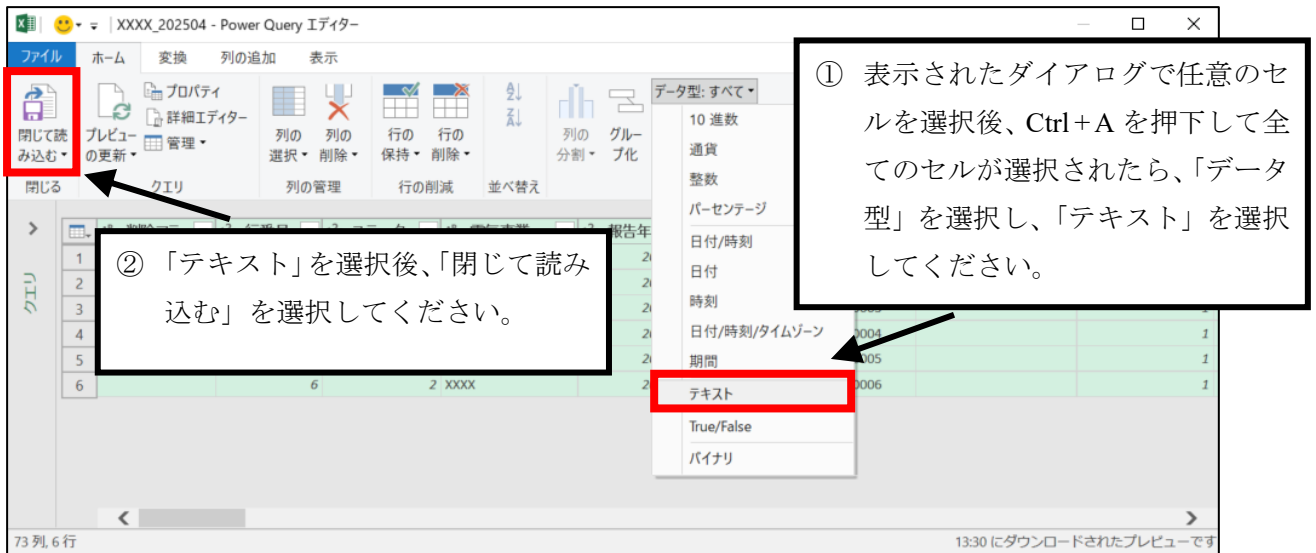 XXXX_202504 - Power Query エディター
ファイル ホーム 変換 列の追加 表示
閉じて読み込む
プレビューの更新
プロパティ
詳細エディター
管理
列の選択
列の削除
行の保持
行の削除
列の分割
グループ化
データ型: すべて
閉じる クエリ 列の管理 行の削減 並べ替え
10 進数
通貨
整数
パーセンテージ
日付/時刻
日付
時刻
日付/時刻/タイムゾーン
期間
テキスト
True/False
バイナリ
① 表示されたダイアログで任意のセ
ルを選択後、Ctrl+A を押下して全
てのセルが選択されたら、「データ
型」を選択し、「テキスト」を選択
してください。
② 「テキスト」を選択後、「閉じて読み
込む」を選択してください。
クエリ
報告年
1
2
3
4 0004 1
5 005 1
6 6 2 XXXX 0006 1
73 列, 6 行
13:30 にダウンロードされたプレビューです